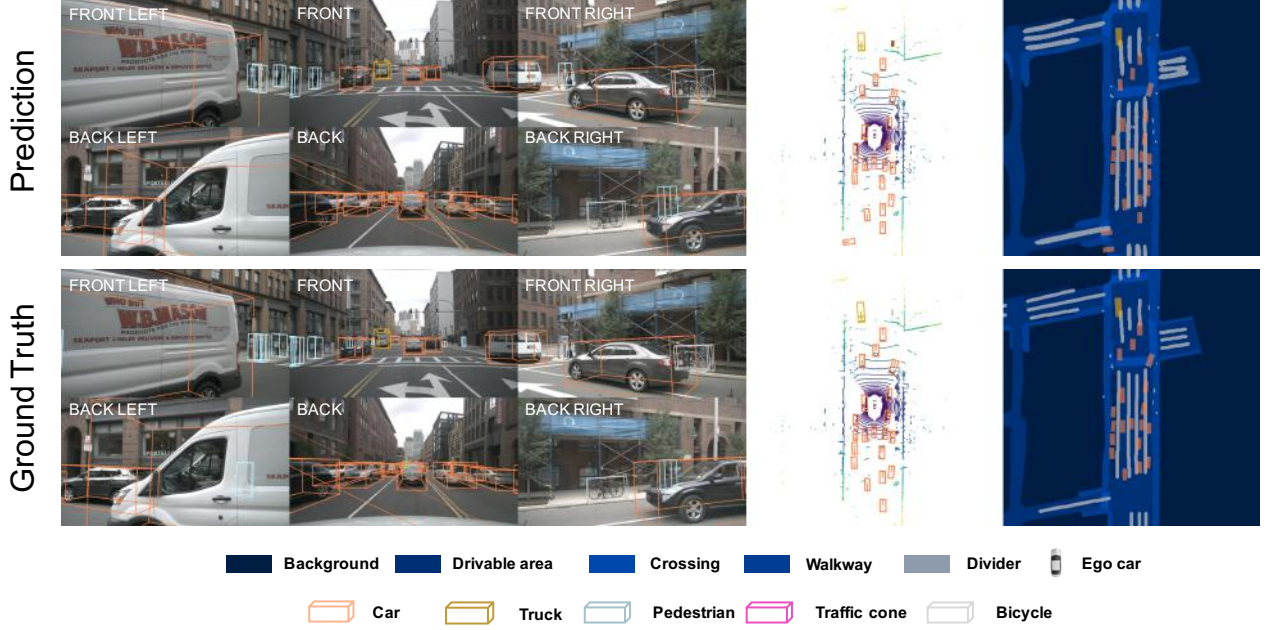 Prediction
FRONT LEFT
FRONT
FRONT RIGHT
WHO BUT
W.B. MASON
BACK LEFT
BACK
BACK RIGHT
Ground Truth
FRONT LEFT
FRONT
FRONT RIGHT
WHO BUT
W.B. MASON
BACK LEFT
BACK
BACK RIGHT
Background
Drivable area
Crossing
Walkway
Divider
Ego car
Car
Truck
Pedestrian
Traffic cone
Bicycle